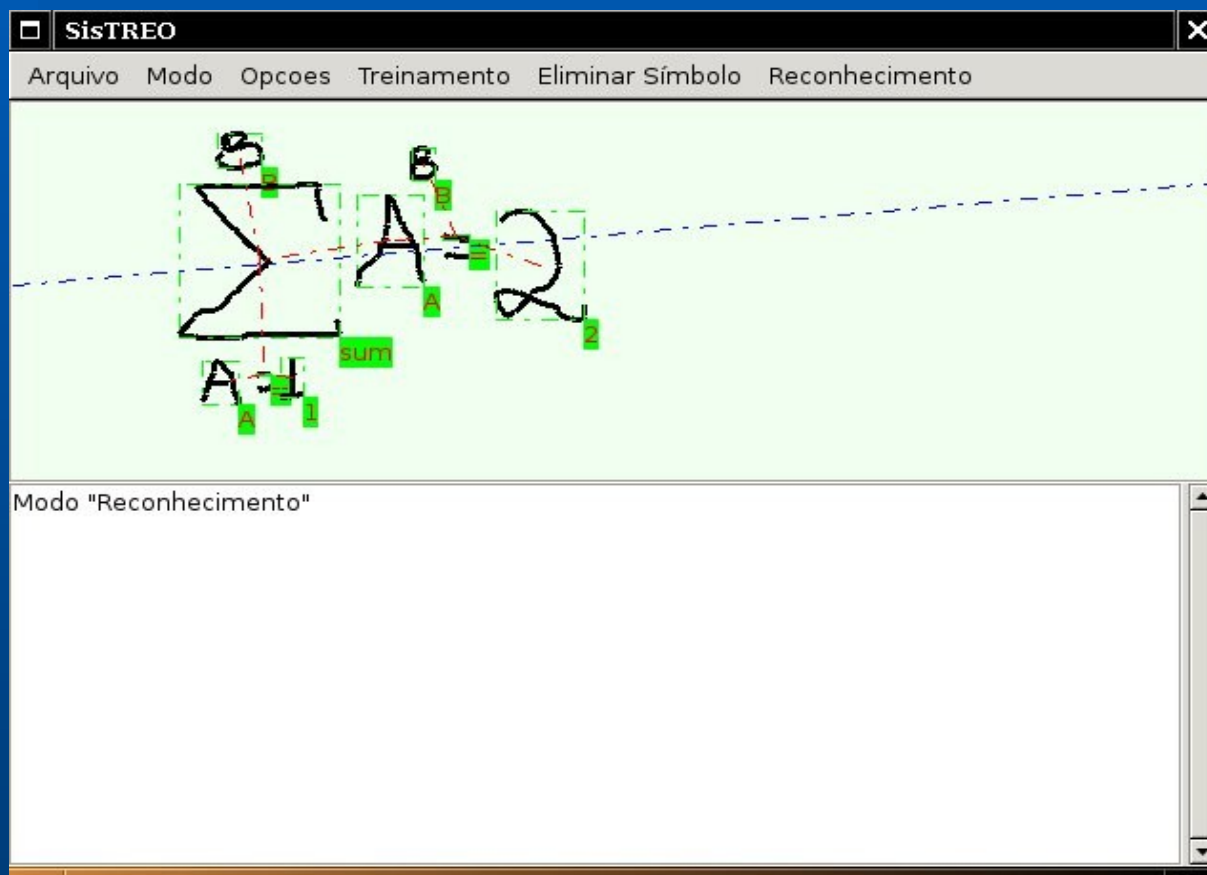 SisTREO
Arquivo Modo Opcoes Treinamento Eliminar Símbolo Reconhecimento
B B
B B
∑ A = 2
= A 2
sum
A = 1
= A 1
Modo "Reconhecimento"